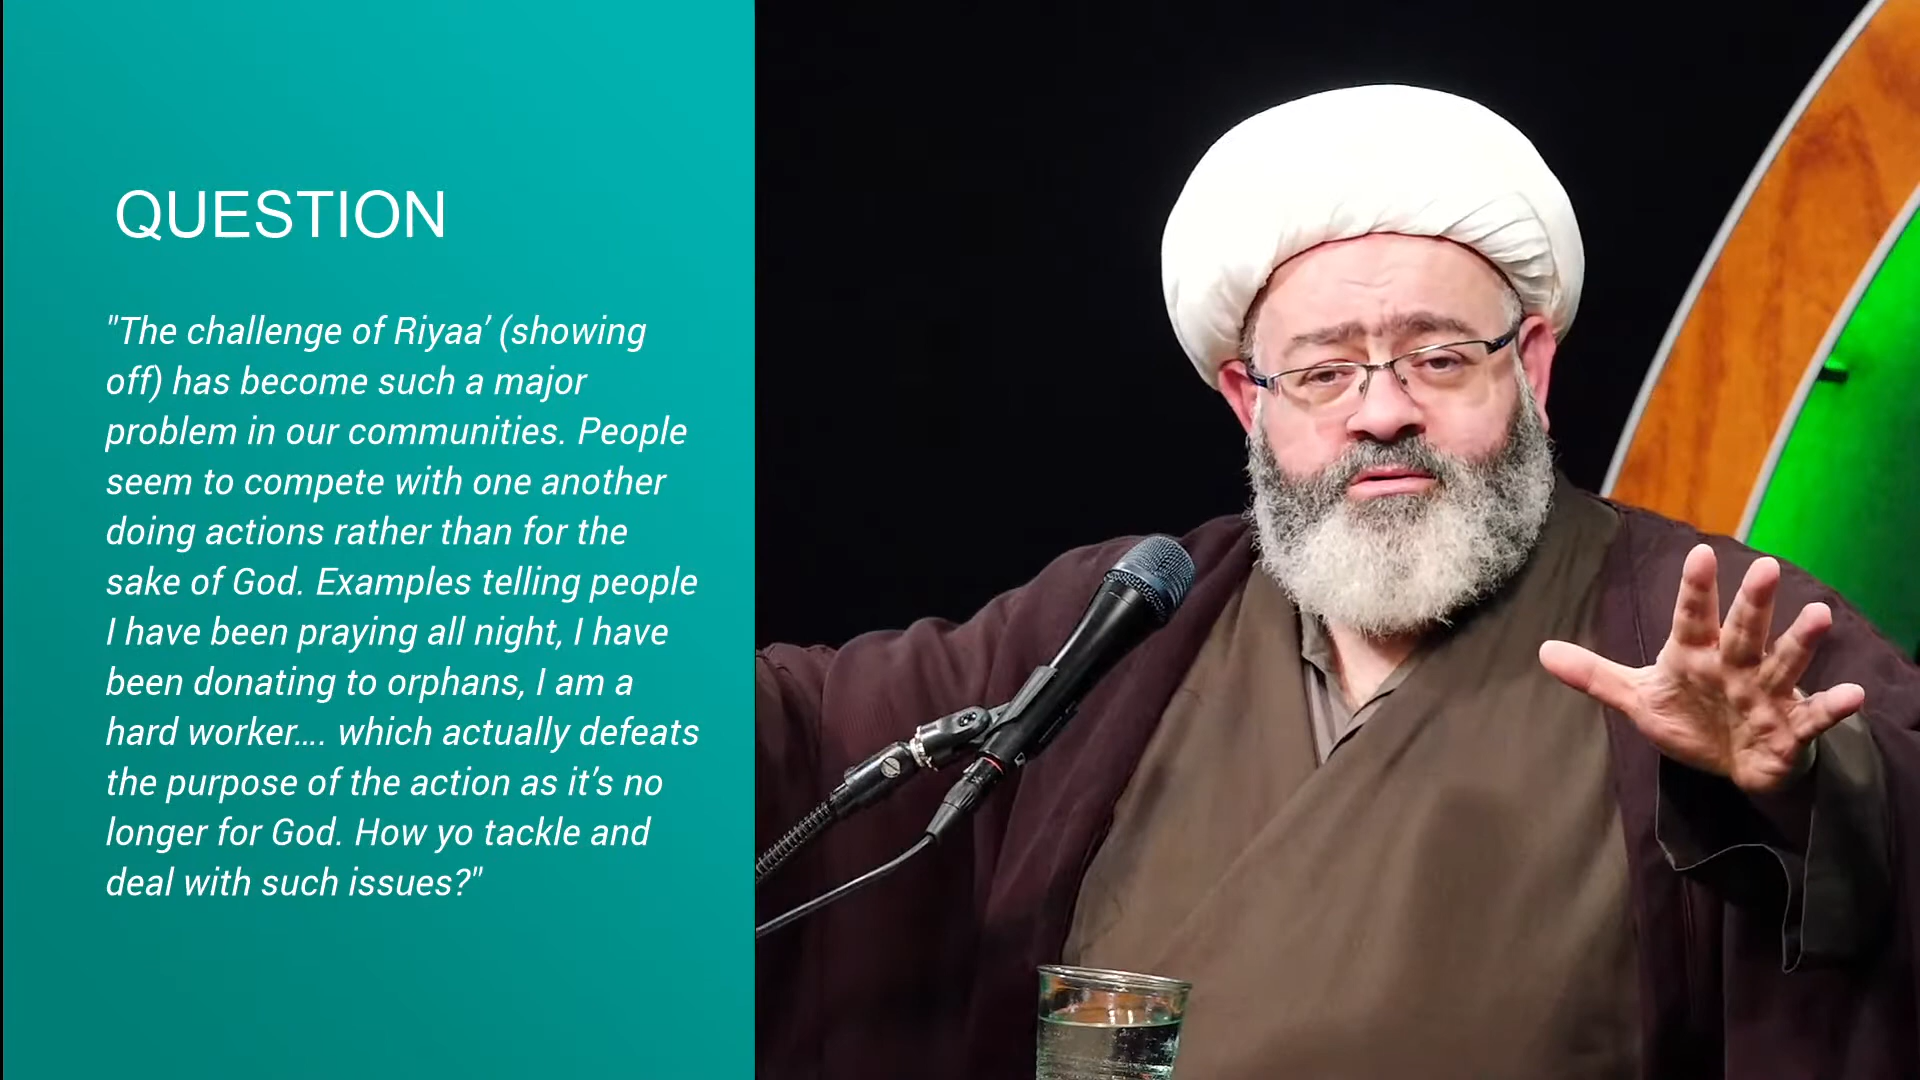 QUESTION
"The challenge of Riyaa’ (showing
off) has become such a major
problem in our communities. People
seem to compete with one another
doing actions rather than for the
sake of God. Examples telling people
I have been praying all night, I have
been donating to orphans, I am a
hard worker.... which actually defeats
the purpose of the action as it’s no
longer for God. How yo tackle and
deal with such issues?"